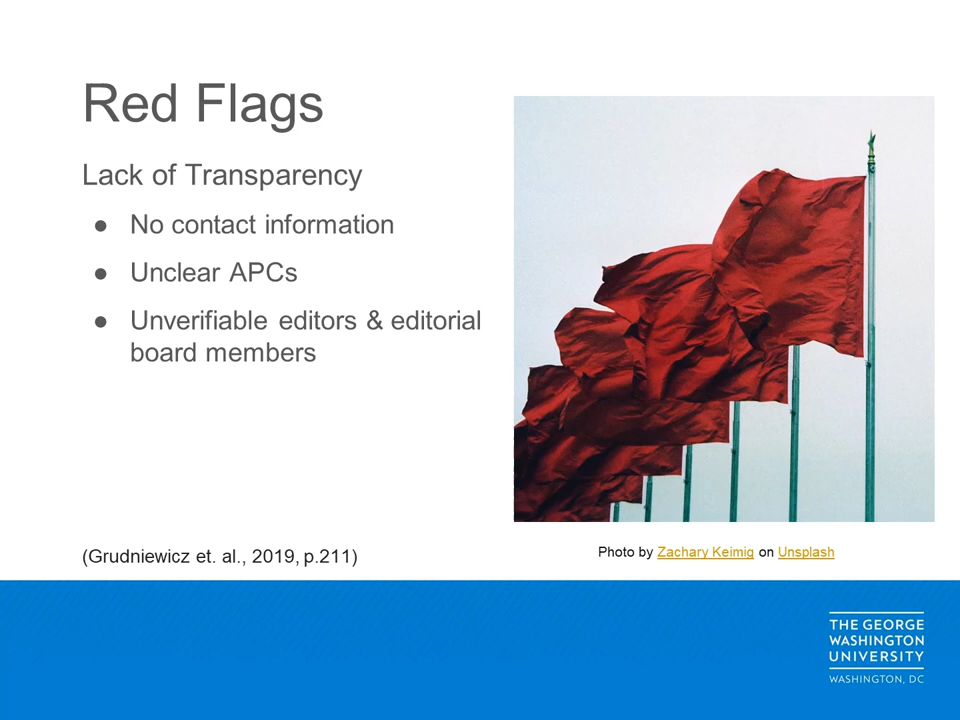 Red Flags
Lack of Transparency
● No contact information
● Unclear APCs
● Unverifiable editors & editorial
board members
(Grudniewicz et. al., 2019, p.211)
Photo by Zachary Keimig on Unsplash
THE GEORGE
WASHINGTON
UNIVERSITY
WASHINGTON, DC